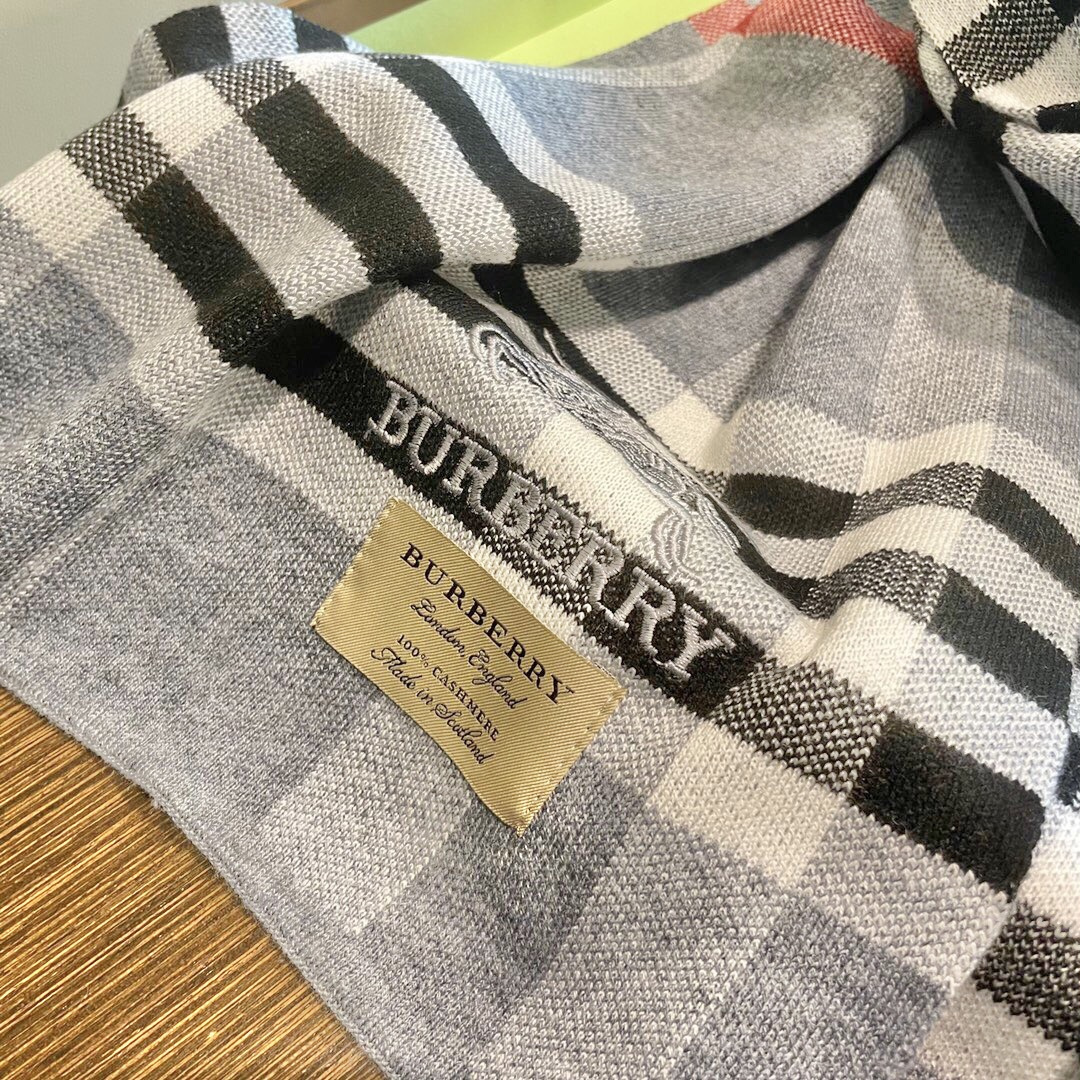 BURBERRY
BURBERRY
London, England
100% CASHMERE
Made in Scotland